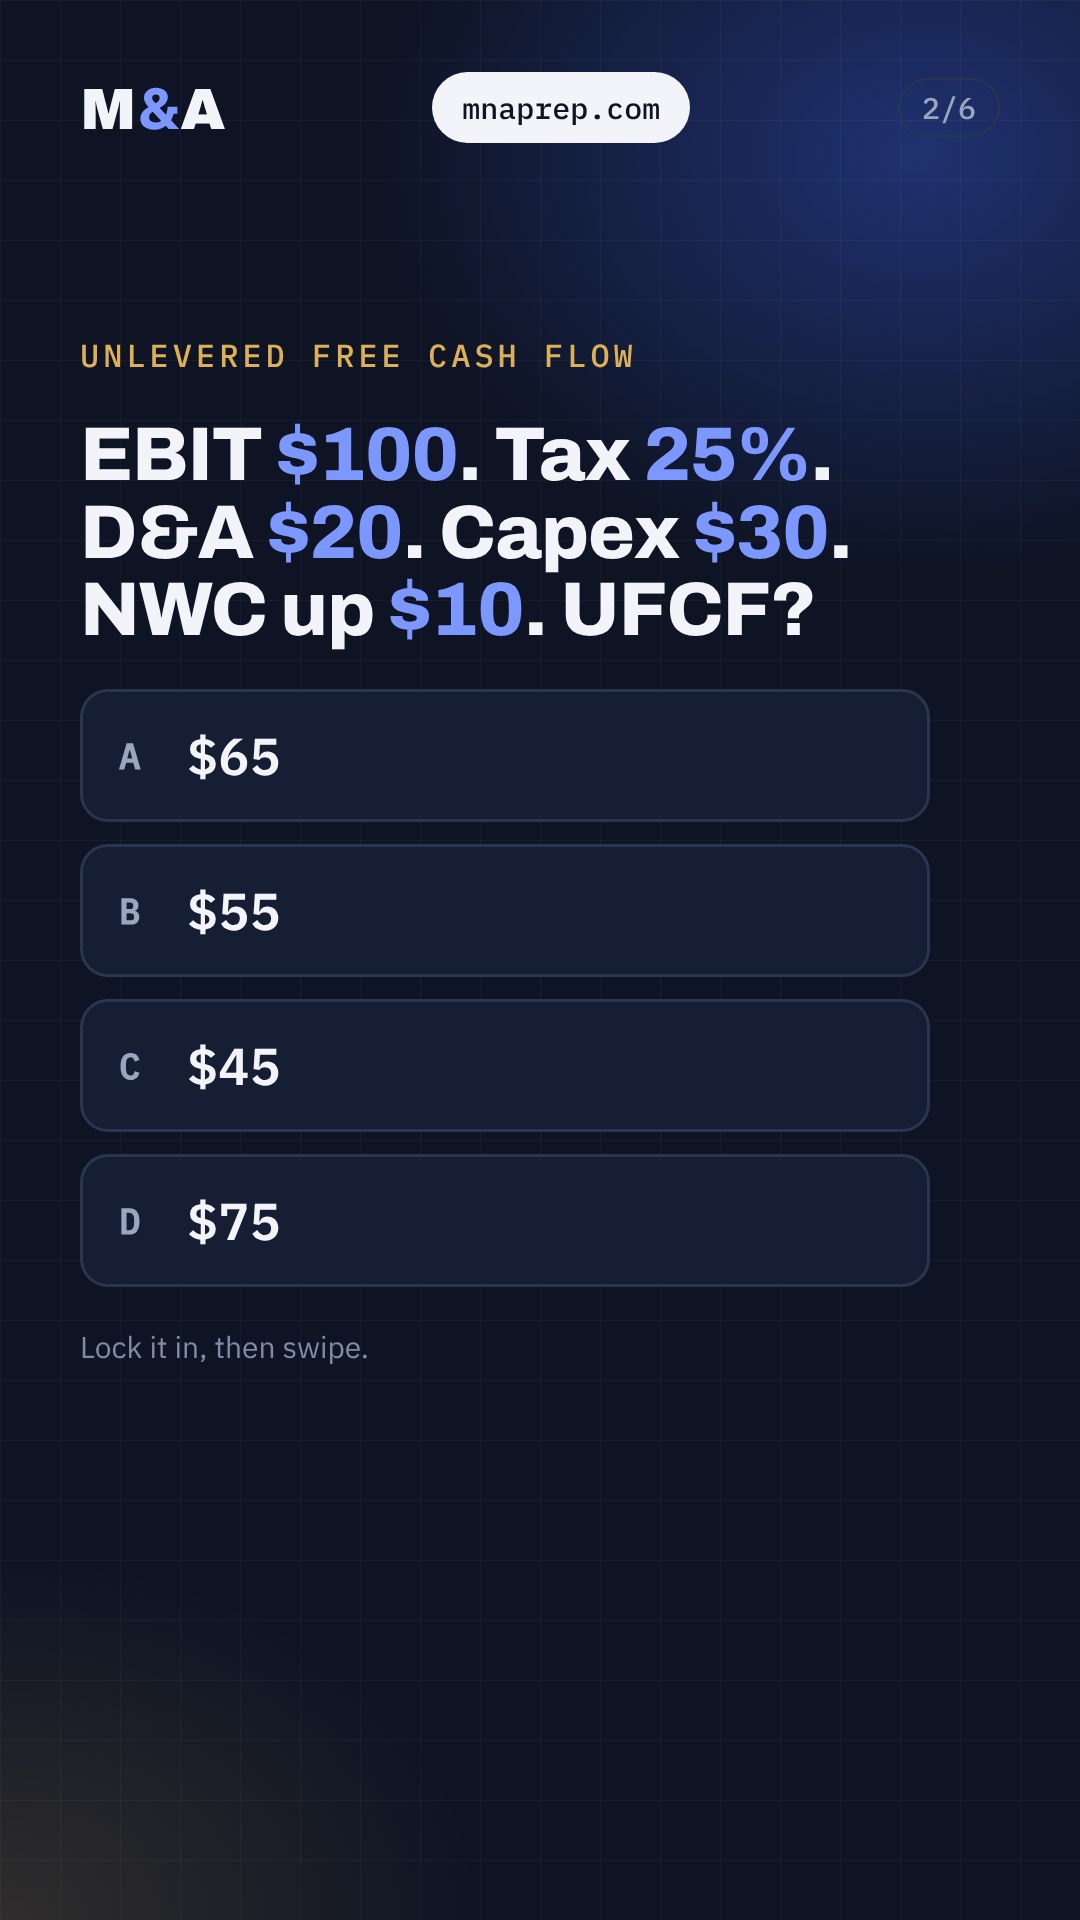 M&A
mnaprep.com
2/6
UNLEVERED FREE CASH FLOW
EBIT $100. Tax 25%.
D&A $20. Capex $30.
NWC up $10. UFCF?
A $65
B $55
C $45
D $75
Lock it in, then swipe.